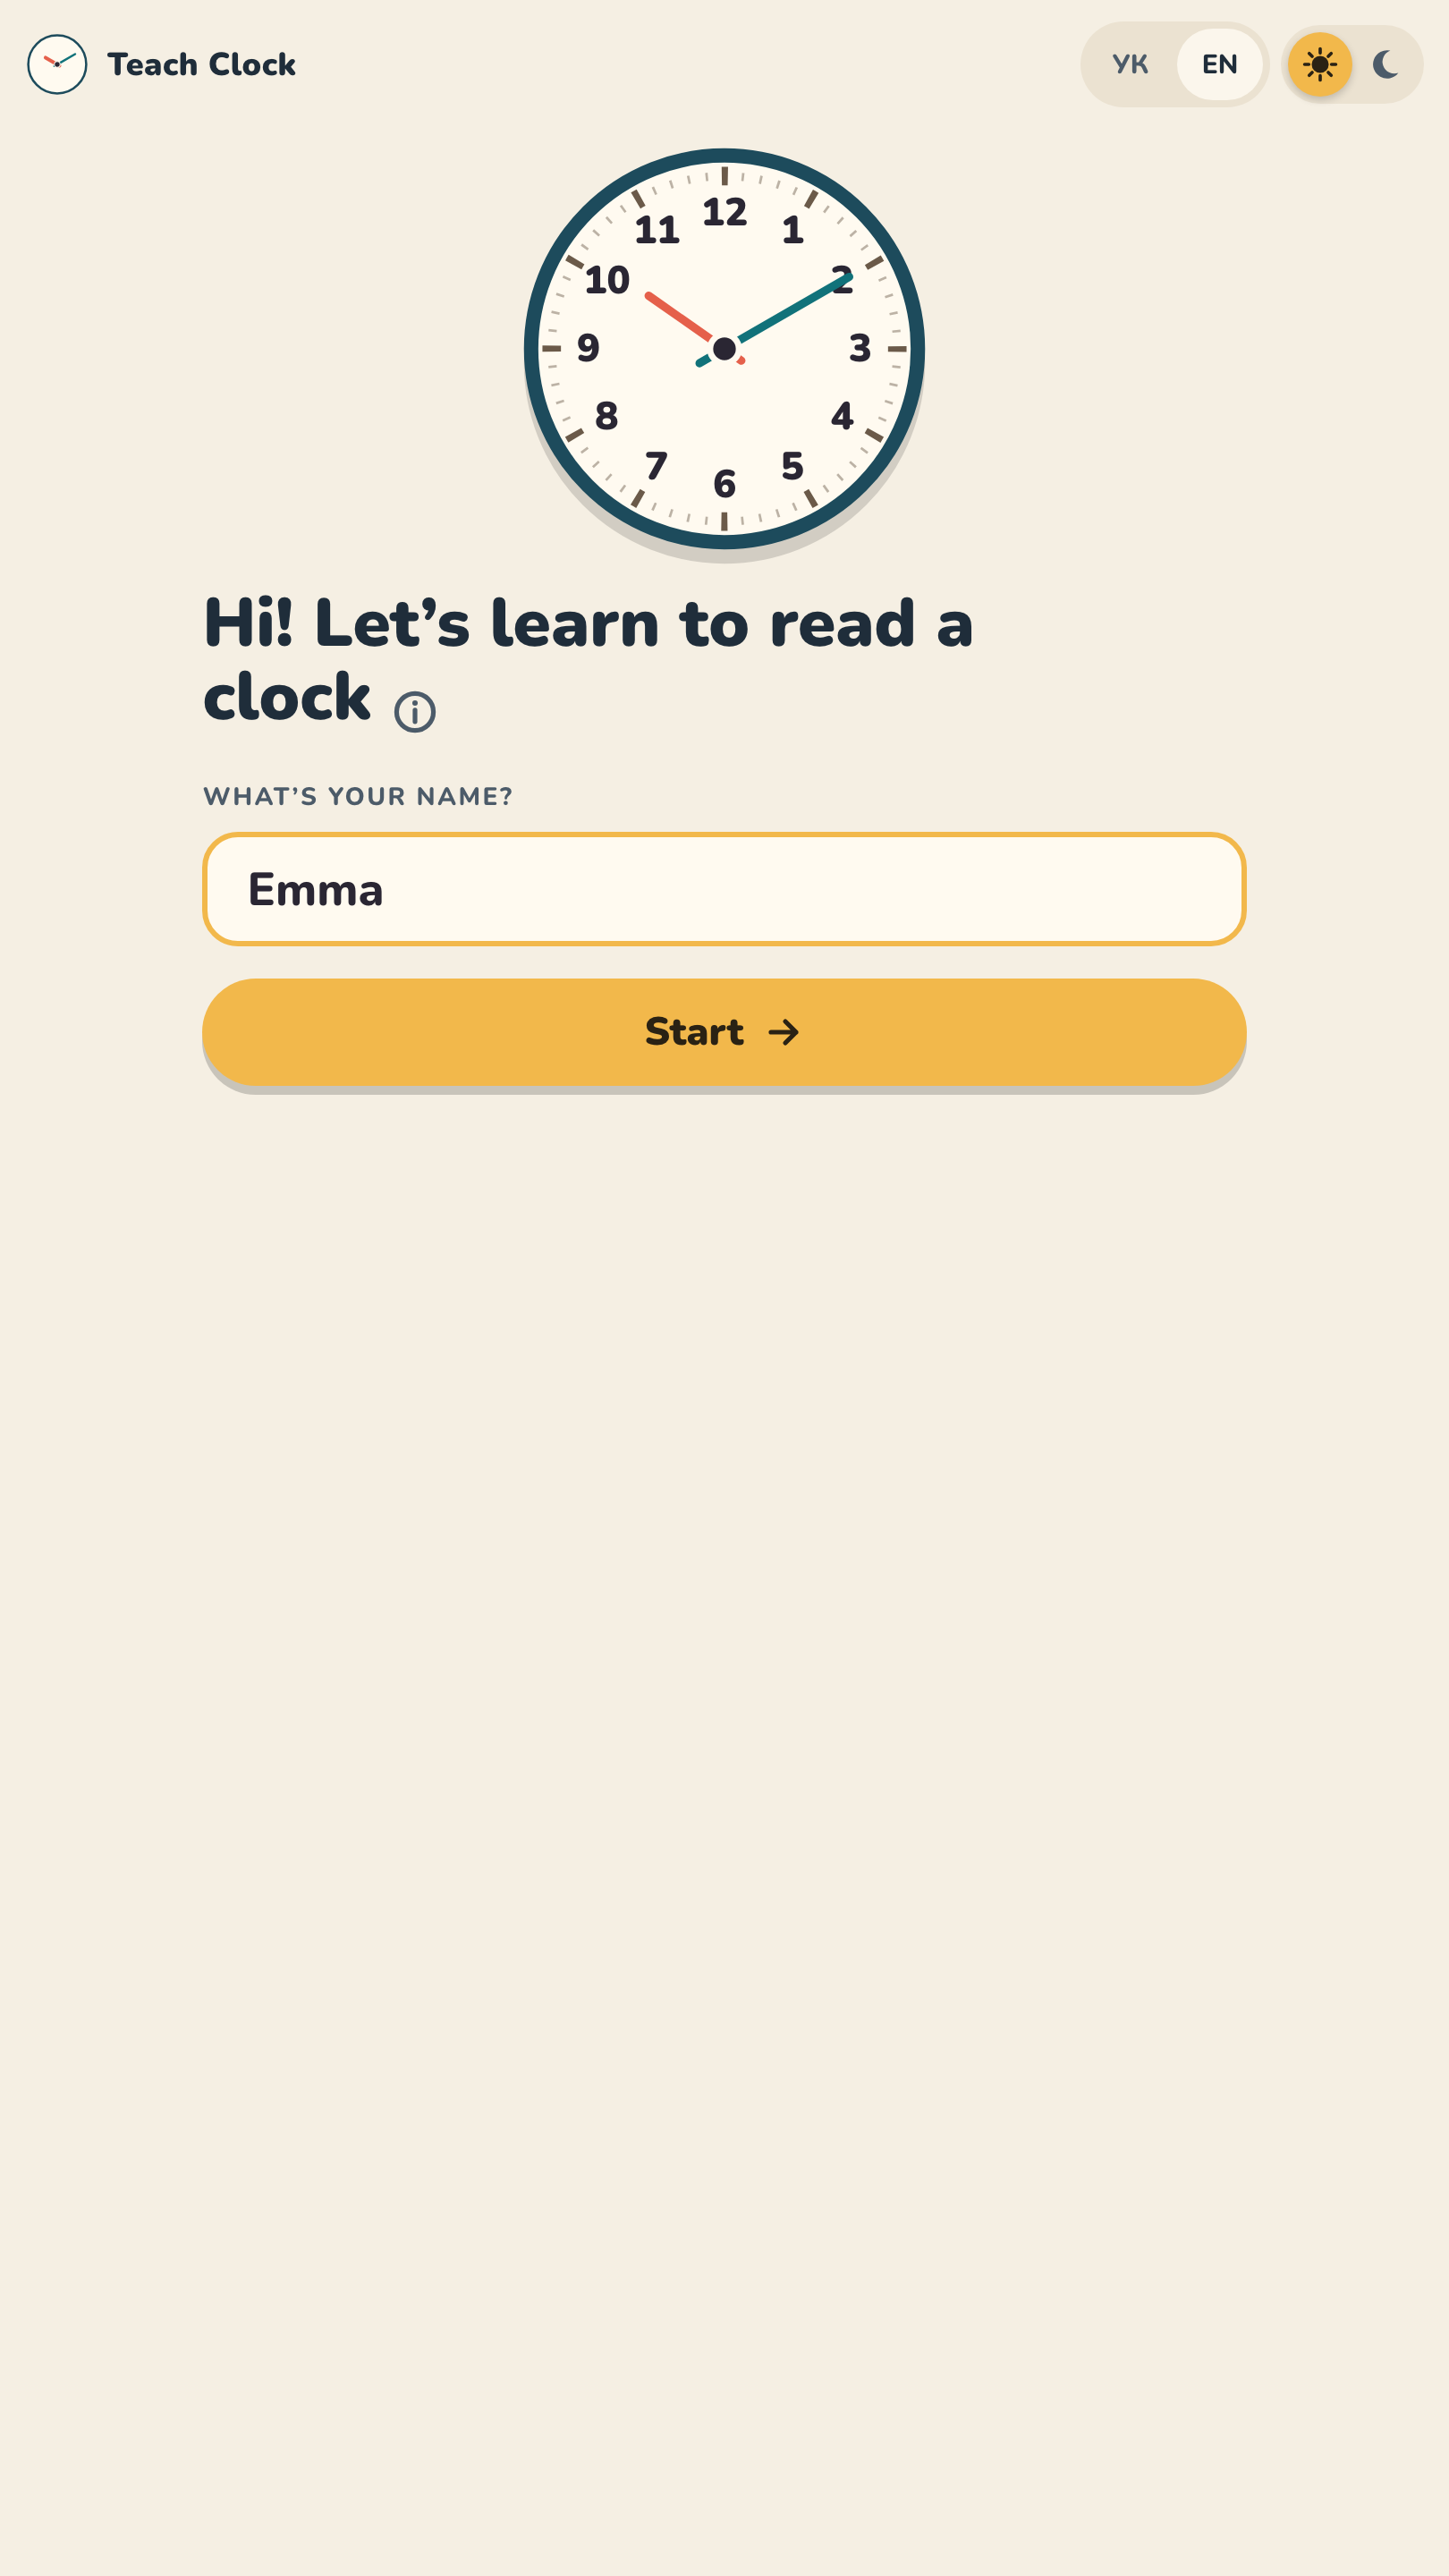 Teach Clock
УК EN
12
11 1
10 2
9 3
8 4
7 5
6
Hi! Let’s learn to read a
clock
WHAT’S YOUR NAME?
Emma
Start →